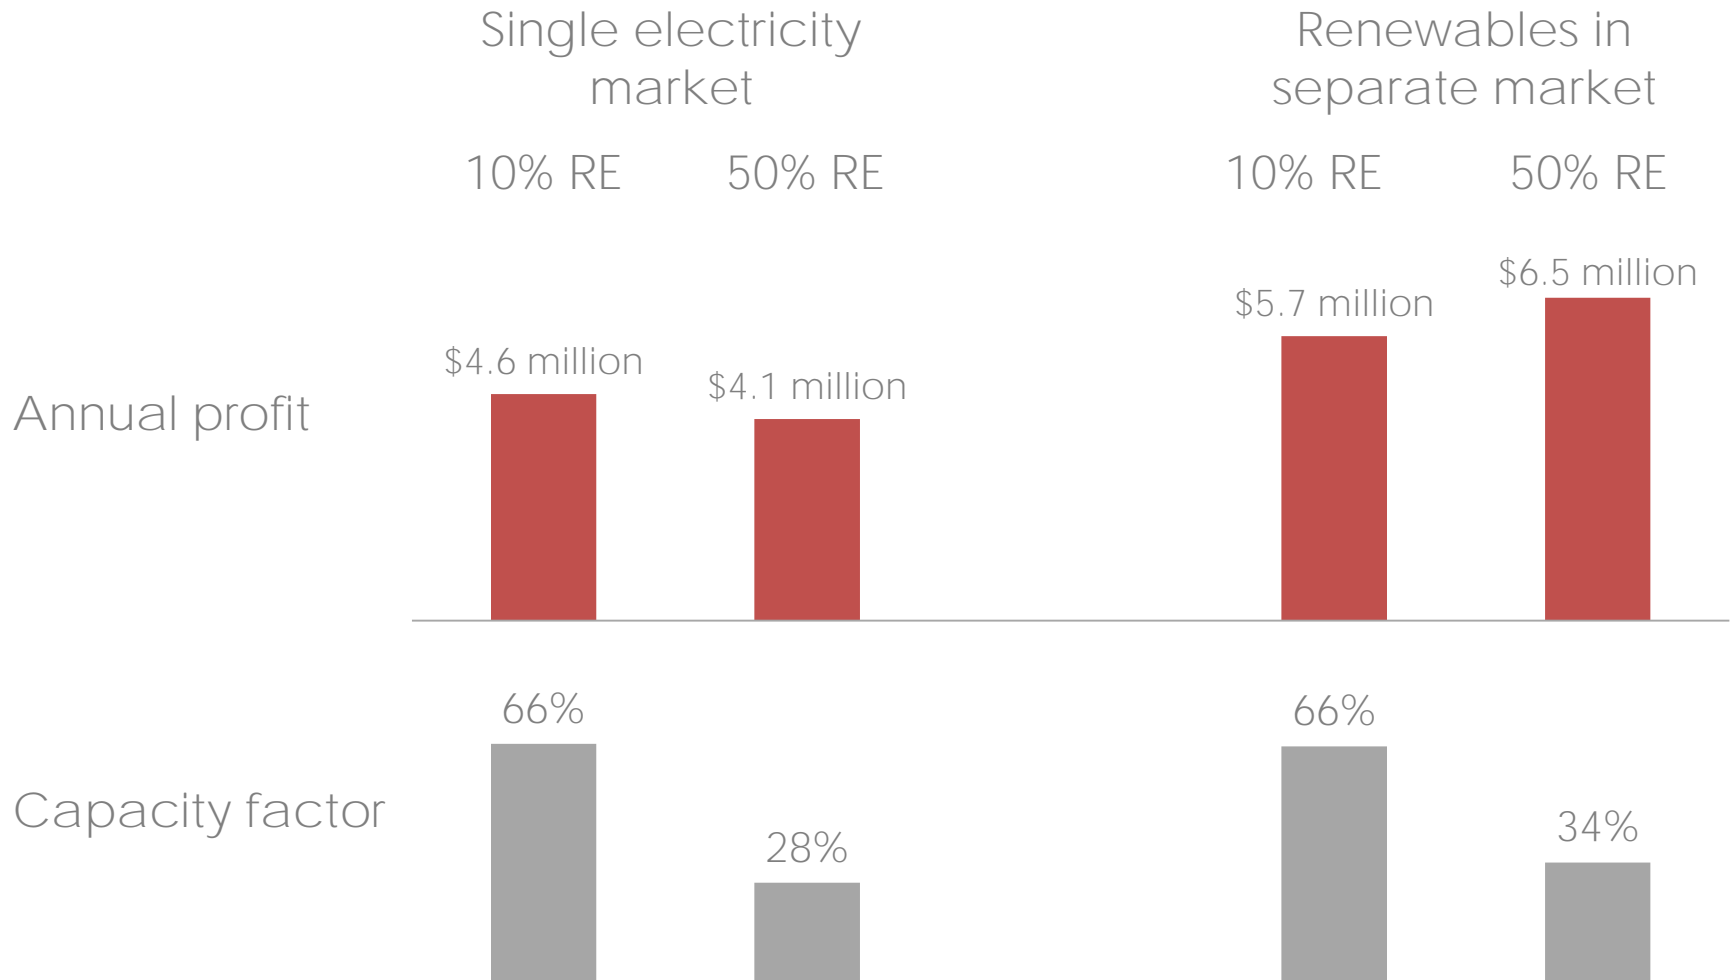 Single electricity
market
Renewables in
separate market
10% RE
50% RE
10% RE
50% RE
Annual profit
$4.6 million
$4.1 million
$5.7 million
$6.5 million
Capacity factor
66%
28%
66%
34%